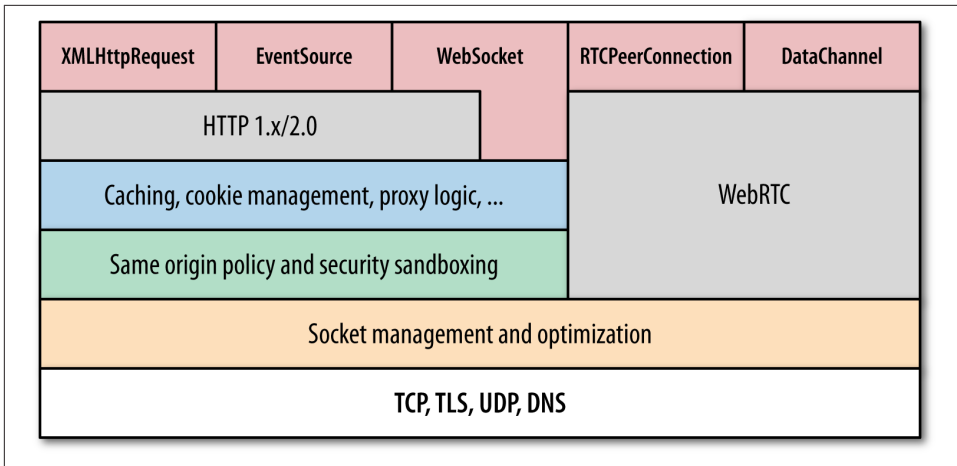 XMLHttpRequest
EventSource
WebSocket
RTCPeerConnection
DataChannel
HTTP 1.x/2.0
WebRTC
Caching, cookie management, proxy logic, ...
Same origin policy and security sandboxing
Socket management and optimization
TCP, TLS, UDP, DNS